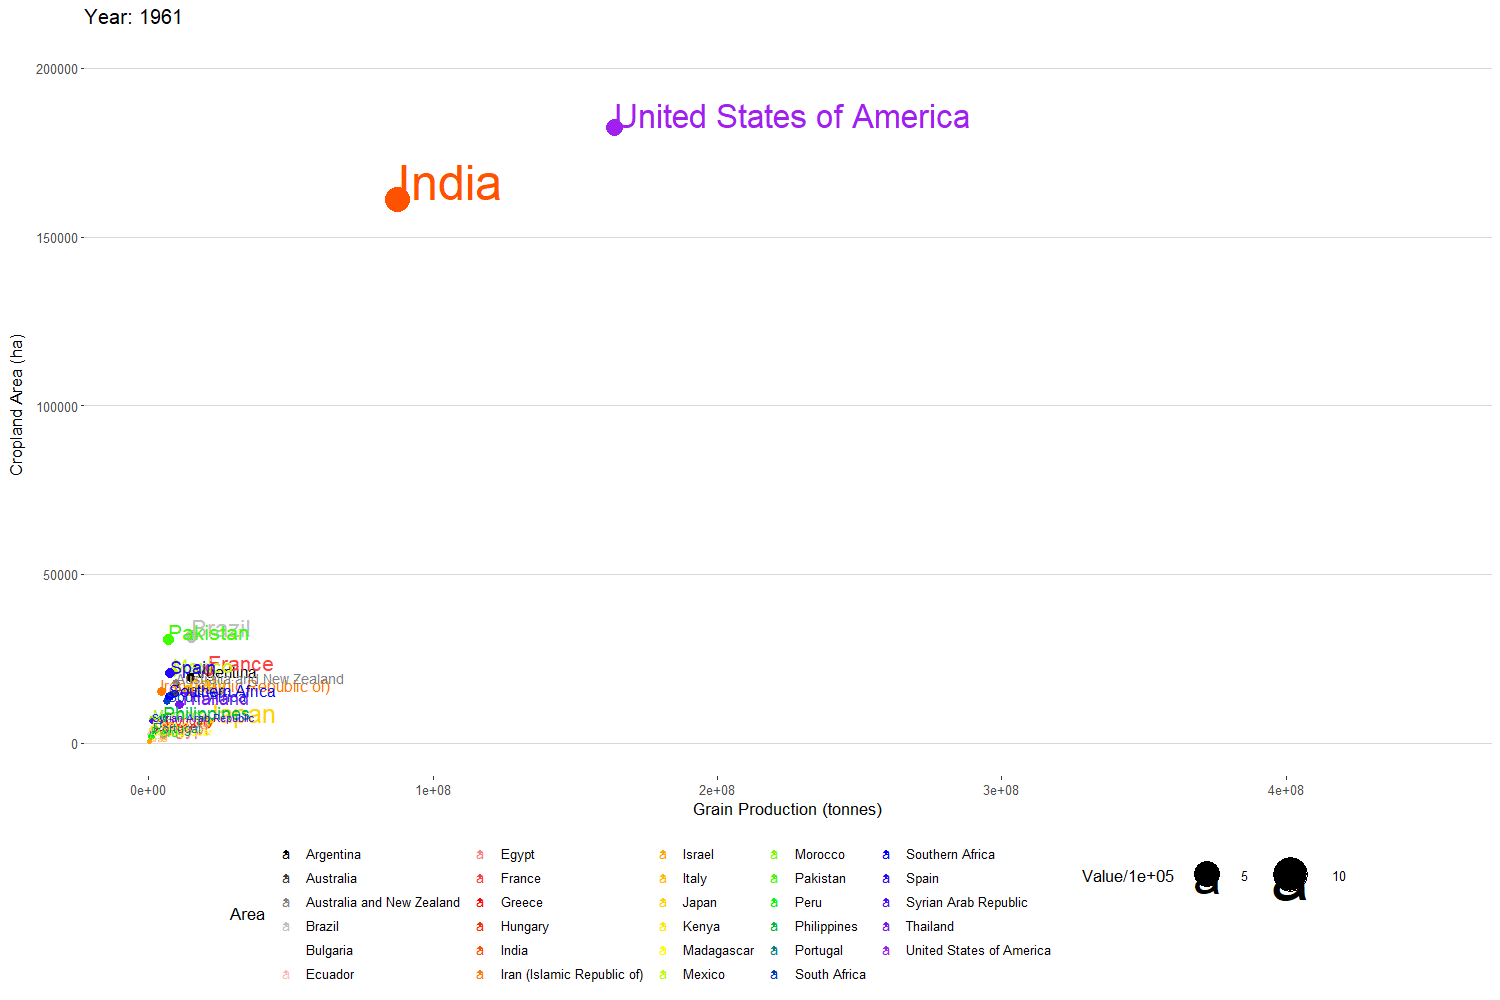 Year: 1961
200000
United States of America
India
150000
Cropland Area (ha)
100000
50000
Brazil
Pakistan
France
Spain
Argentina
Australia and New Zealand
Iran (Islamic Republic of)
Southern Africa
Thailand
Japan
Philippines
Syrian Arab Republic
Portugal
0
0e+00 1e+08 2e+08 3e+08 4e+08
Grain Production (tonnes)
Area
a Argentina a Egypt a Israel a Morocco a Southern Africa
a Australia a France a Italy a Pakistan a Spain
a Australia and New Zealand a Greece a Japan a Peru a Syrian Arab Republic
a Brazil a Hungary a Kenya a Philippines a Thailand
Bulgaria a India a Madagascar a Portugal a United States of America
a Ecuador a Iran (Islamic Republic of) a Mexico a South Africa
Value/1e+05 a 5 a 10